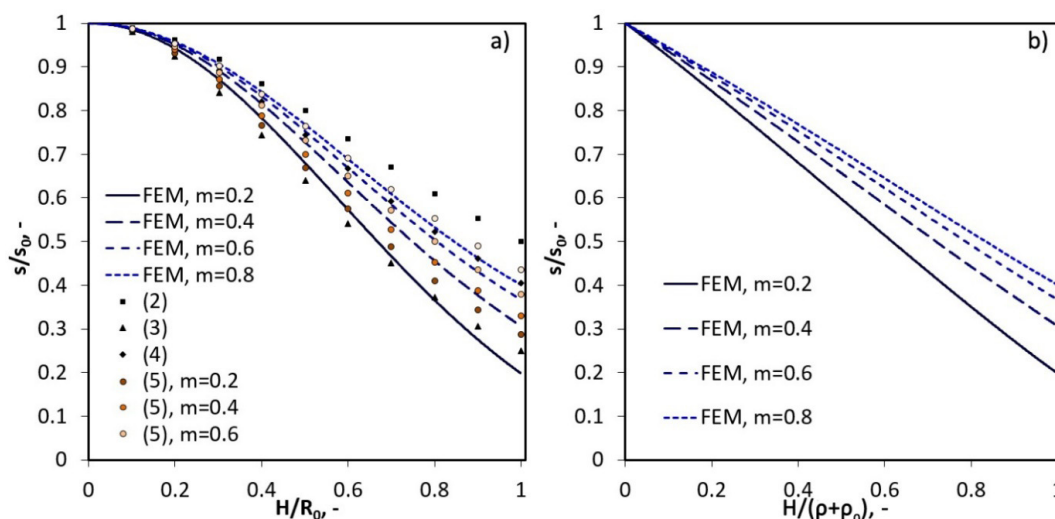 a)
1
0.9
0.8
0.7
0.6
0.5
0.4
0.3
0.2
0.1
0
s/s₀, -
FEM, m=0.2
FEM, m=0.4
FEM, m=0.6
FEM, m=0.8
(2)
(3)
(4)
(5), m=0.2
(5), m=0.4
(5), m=0.6
0 0.2 0.4 0.6 0.8 1
H/R₀, -
b)
1
0.9
0.8
0.7
0.6
0.5
0.4
0.3
0.2
0.1
0
s/s₀, -
FEM, m=0.2
FEM, m=0.4
FEM, m=0.6
FEM, m=0.8
0 0.2 0.4 0.6 0.8 1
H/(ρ+ρ₀), -